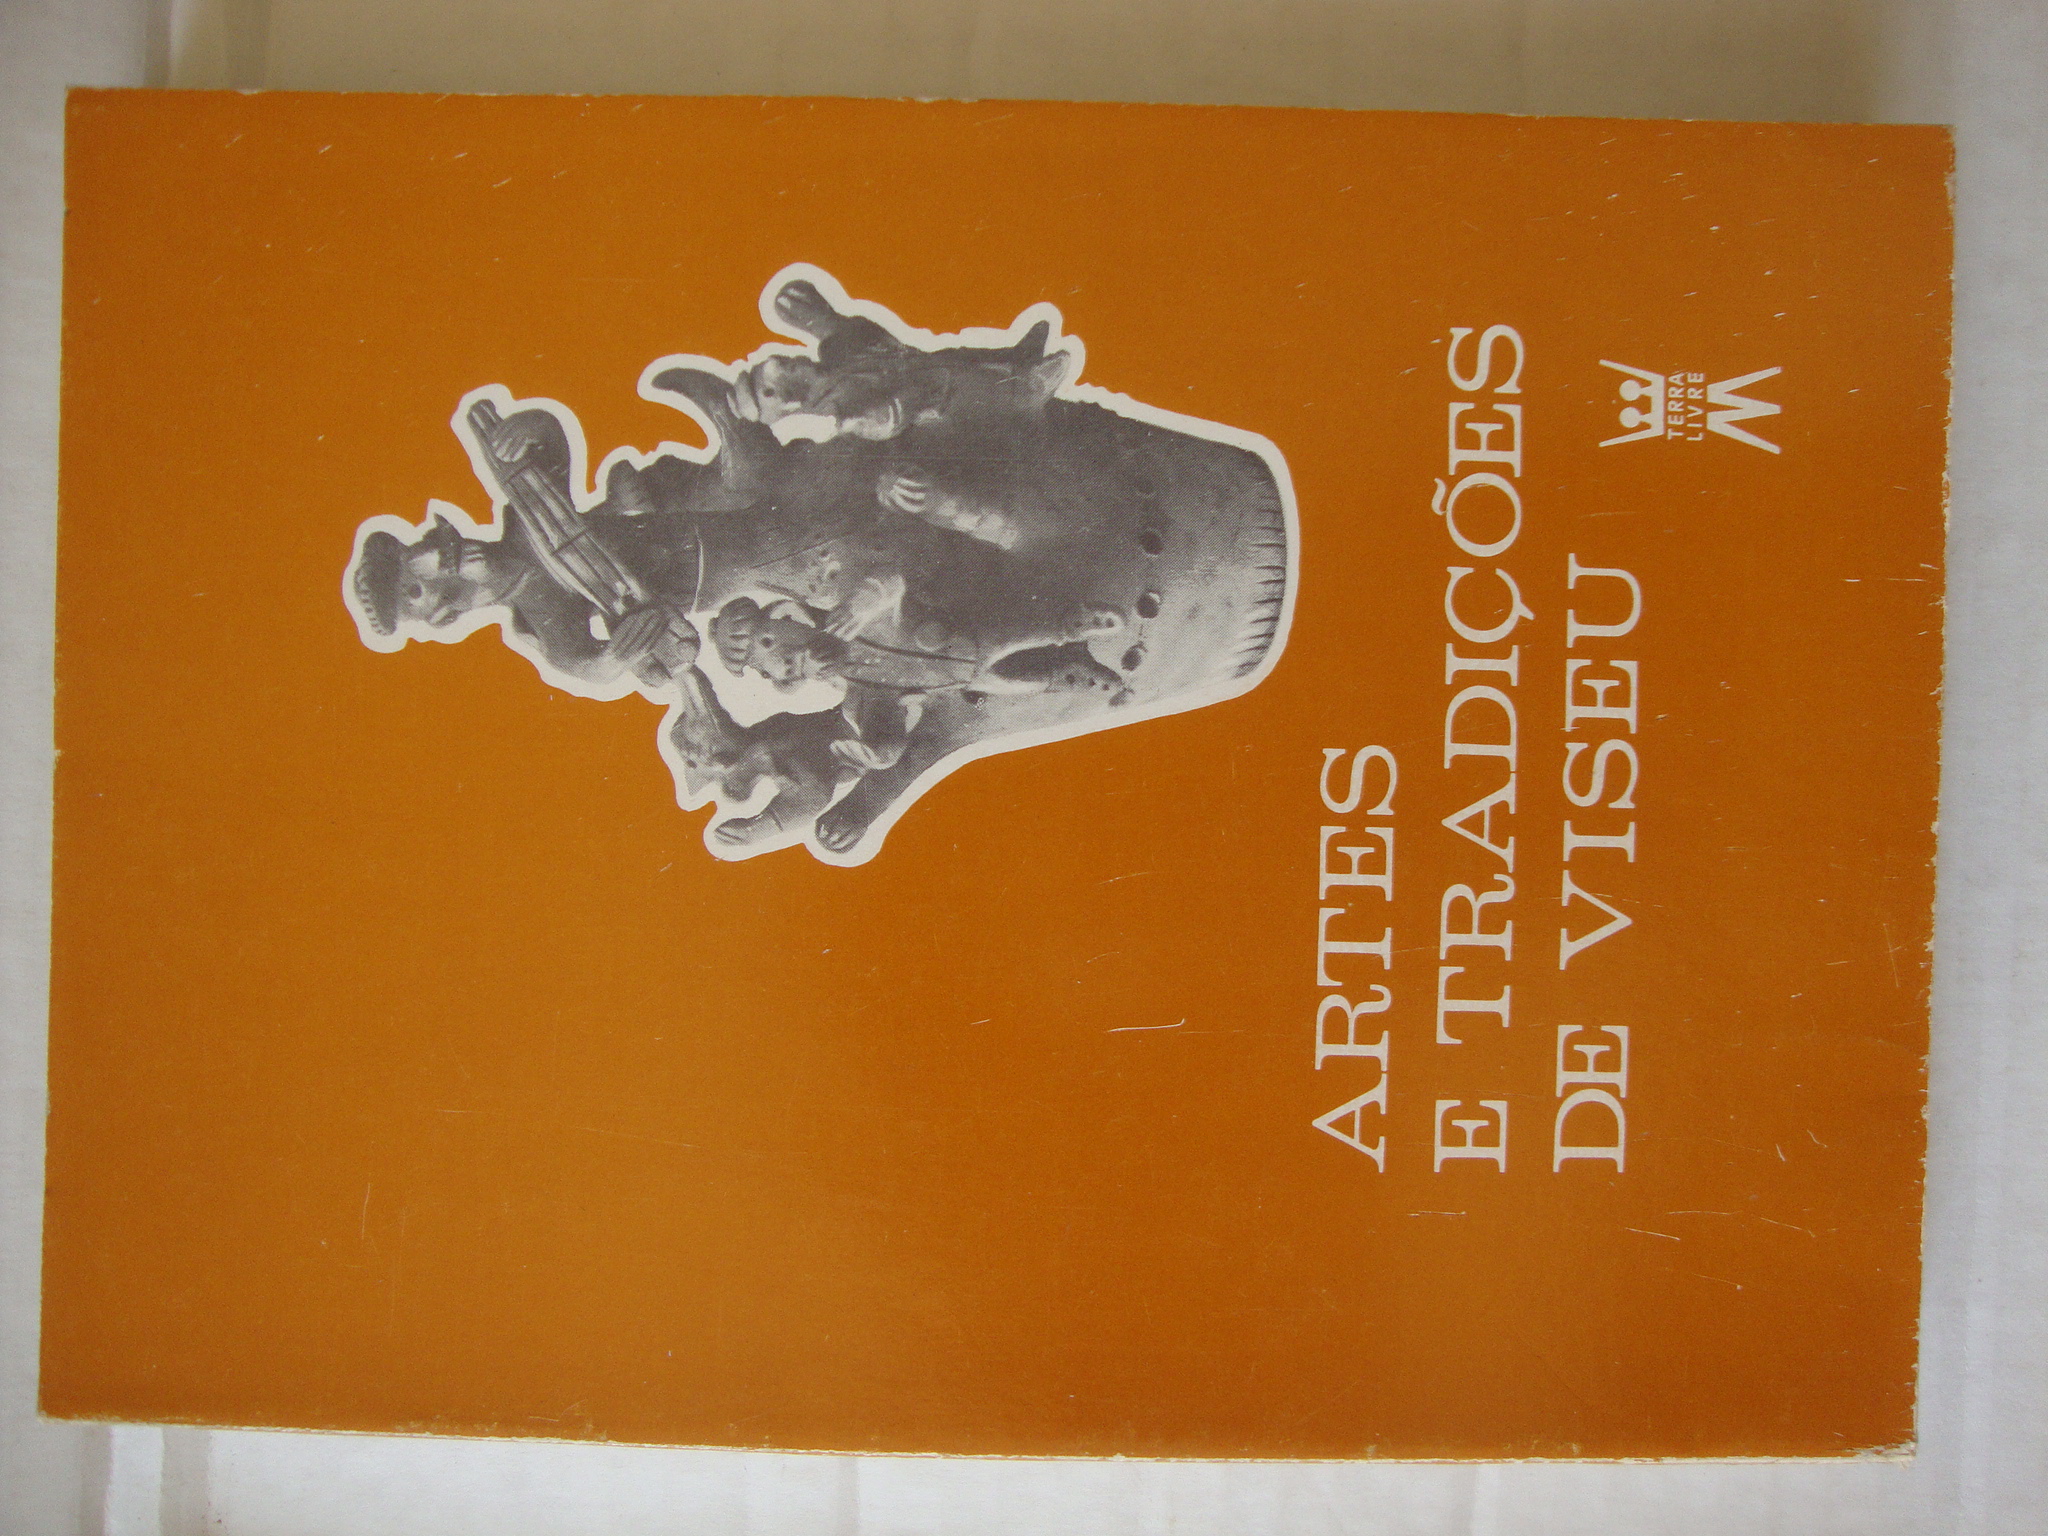 ARTES
E TRADIÇÕES
DE VISEU
TERRA
LIVRE